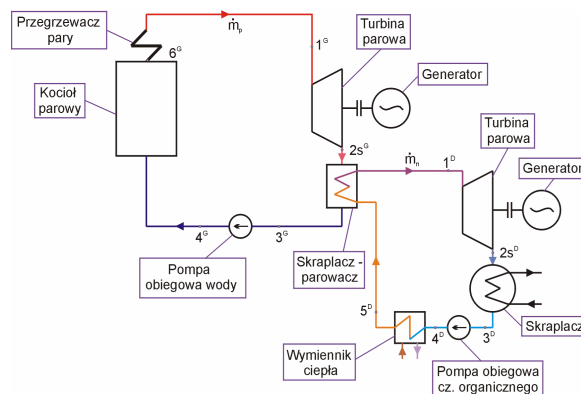 Przegrzewacz
pary
ṁp
6G
1G
Turbina
parowa
Kocioł
parowy
Generator
Turbina
parowa
2sG
ṁn
1D
Generator
4G
3G
Pompa
obiegowa wody
Skraplacz -
parowacz
2sD
5D
Skraplacz
4D
3D
Wymiennik
ciepła
Pompa obiegowa
cz. organicznego